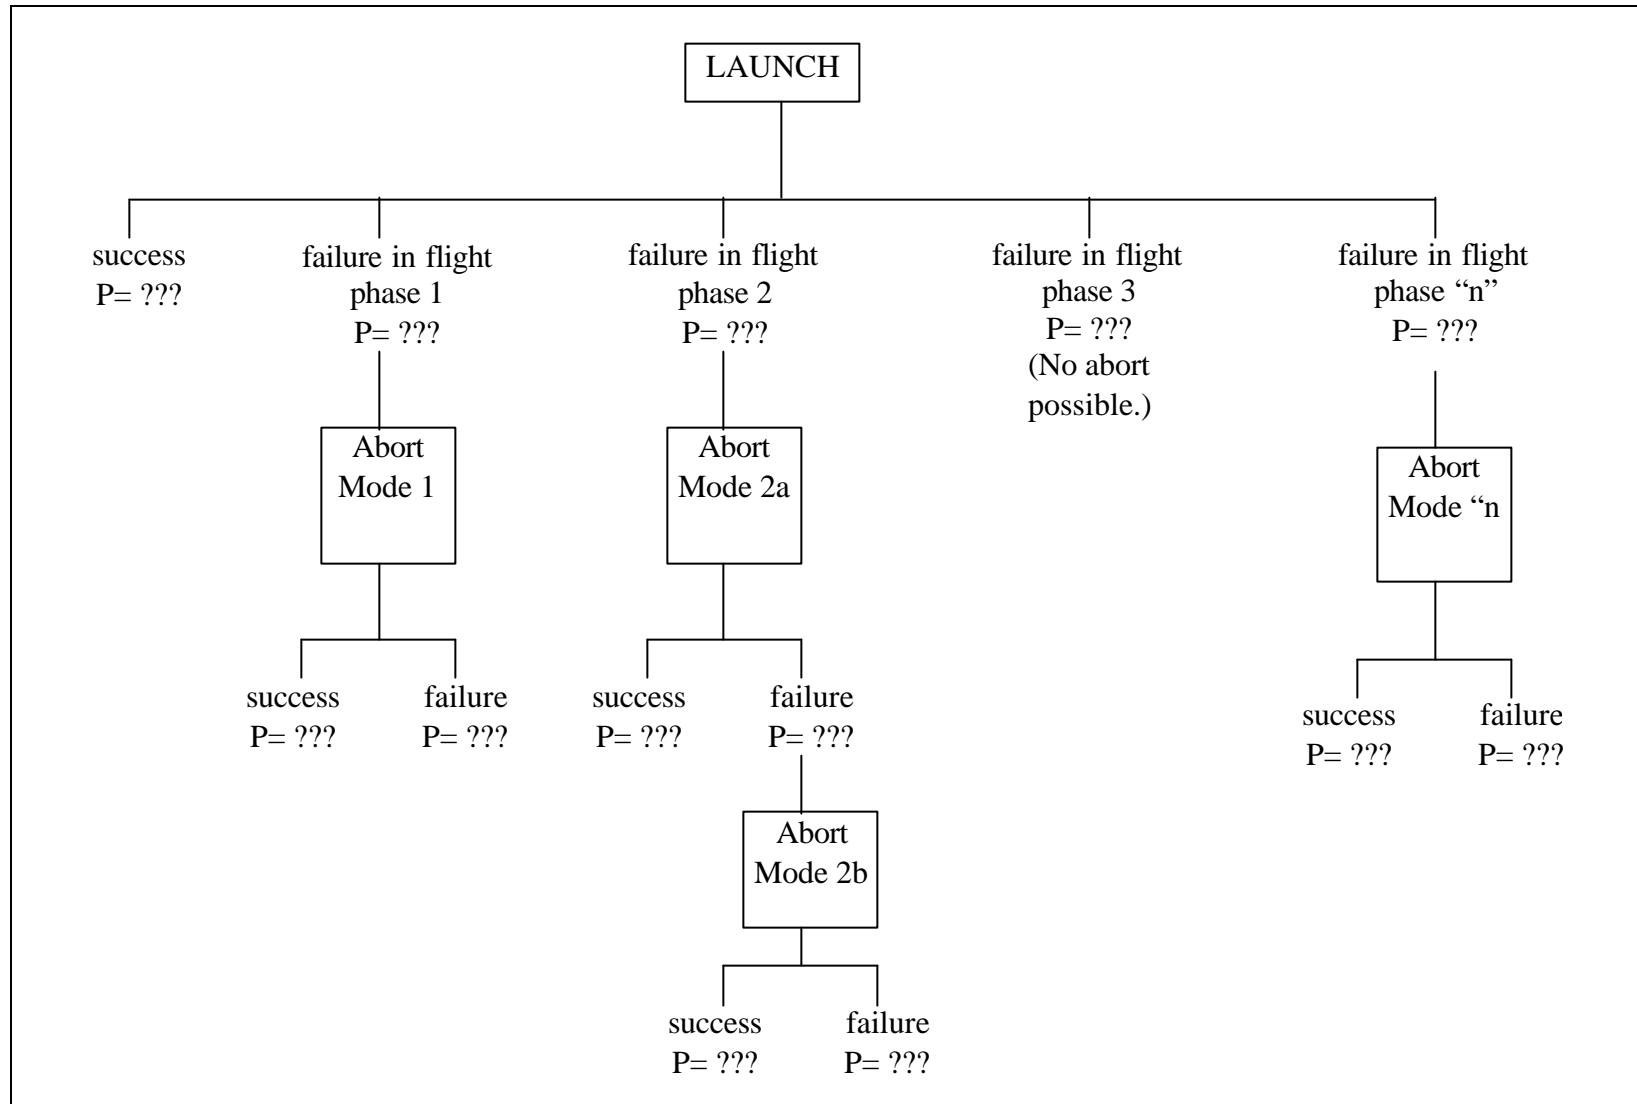 LAUNCH
success
P= ???
failure in flight
phase 1
P= ???
failure in flight
phase 2
P= ???
failure in flight
phase 3
P= ???
(No abort
possible.)
failure in flight
phase “n”
P= ???
Abort
Mode 1
Abort
Mode 2a
Abort
Mode “n
success
P= ???
failure
P= ???
success
P= ???
failure
P= ???
success
P= ???
failure
P= ???
Abort
Mode 2b
success
P= ???
failure
P= ???